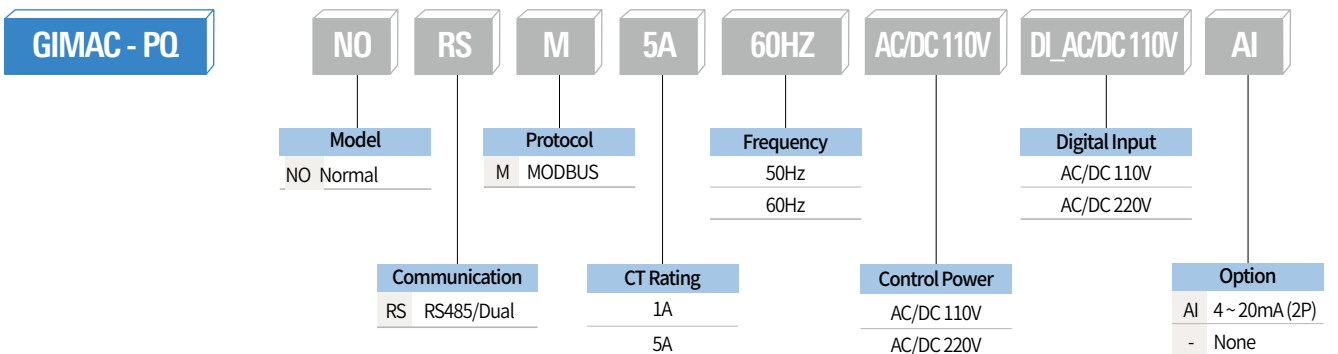 GIMAC - PQ NO RS M 5A 60HZ AC/DC 110V DI_AC/DC 110V AI
Model Protocol Frequency Digital Input
NO Normal M MODBUS 50Hz AC/DC 110V
60Hz AC/DC 220V
Communication CT Rating Control Power Option
RS RS485/Dual 1A AC/DC 110V AI 4 ~ 20mA (2P)
5A AC/DC 220V - None